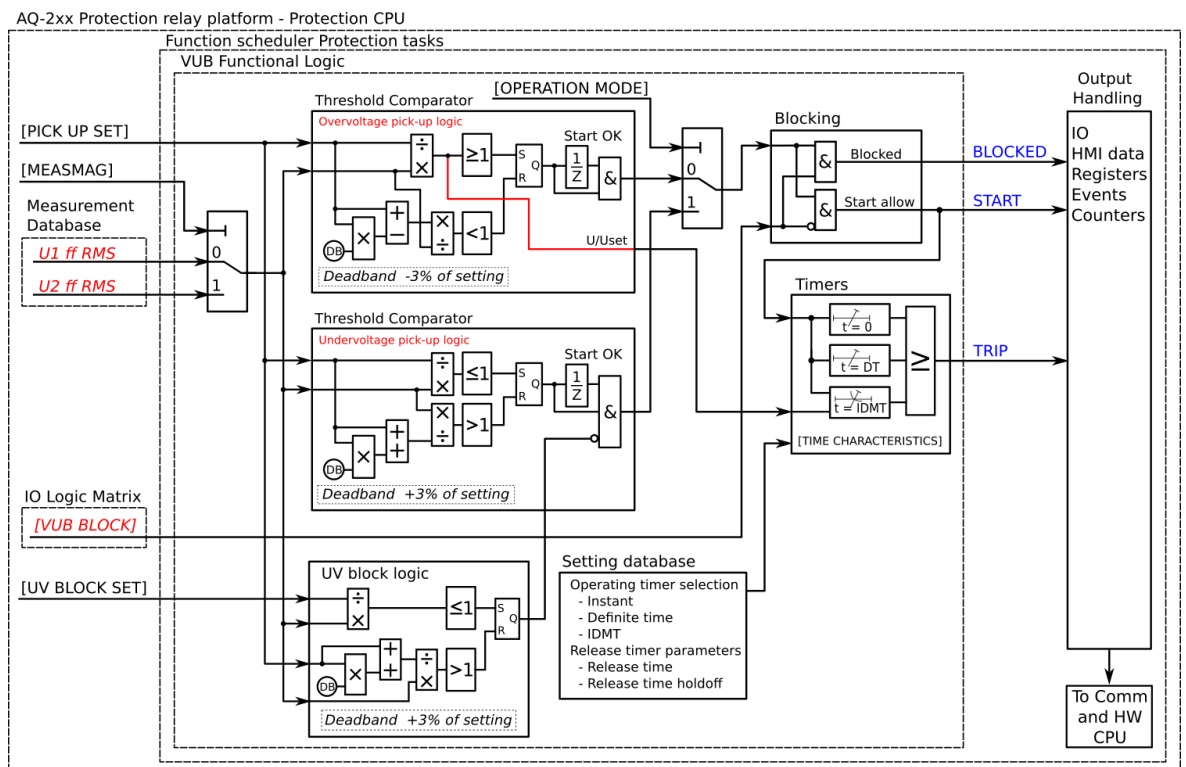 AQ-2xx Protection relay platform - Protection CPU
Function scheduler Protection tasks
VUB Functional Logic
[PICK UP SET]
[MEASMAG]
Measurement
Database
U1 ff RMS
U2 ff RMS
0
1
Threshold Comparator
Overvoltage pick-up logic
÷
×
≥1
S
R
Q
Start OK
1
Z
&
+
−
×
DB
×
÷
<1
U/Uset
Deadband -3% of setting
Threshold Comparator
Undervoltage pick-up logic
÷
×
≤1
S
R
Q
Start OK
1
Z
&
×
÷
>1
+
+
×
DB
Deadband +3% of setting
[OPERATION MODE]
0
1
Blocking
&
Blocked
&
Start allow
BLOCKED
START
Timers
t = 0
t = DT
t = IDMT
≥
[TIME CHARACTERISTICS]
TRIP
Output
Handling
IO
HMI data
Registers
Events
Counters
To Comm
and HW
CPU
IO Logic Matrix
[VUB BLOCK]
[UV BLOCK SET]
UV block logic
÷
×
≤1
S
R
Q
+
+
×
DB
÷
×
>1
Deadband +3% of setting
Setting database
Operating timer selection
- Instant
- Definite time
- IDMT
Release timer parameters
- Release time
- Release time holdoff